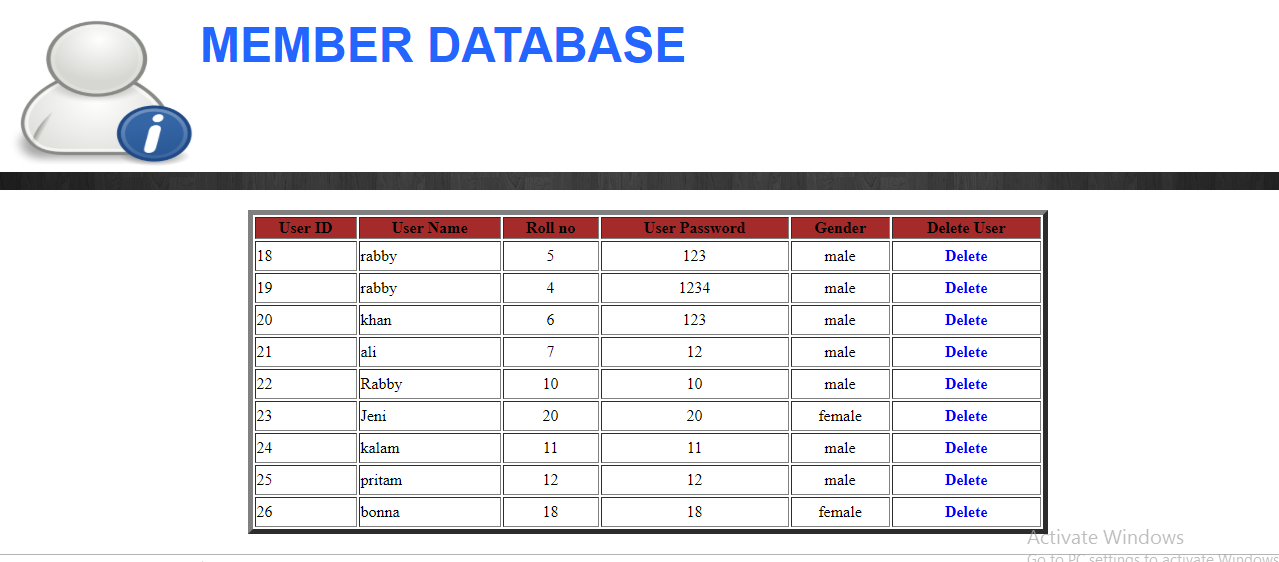 MEMBER DATABASE
i
User ID User Name Roll no User Password Gender Delete User
18 rabby 5 123 male Delete
19 rabby 4 1234 male Delete
20 khan 6 123 male Delete
21 ali 7 12 male Delete
22 Rabby 10 10 male Delete
23 Jeni 20 20 female Delete
24 kalam 11 11 male Delete
25 pritam 12 12 male Delete
26 bonna 18 18 female Delete
Activate Windows
Go to PC settings to activate Windows